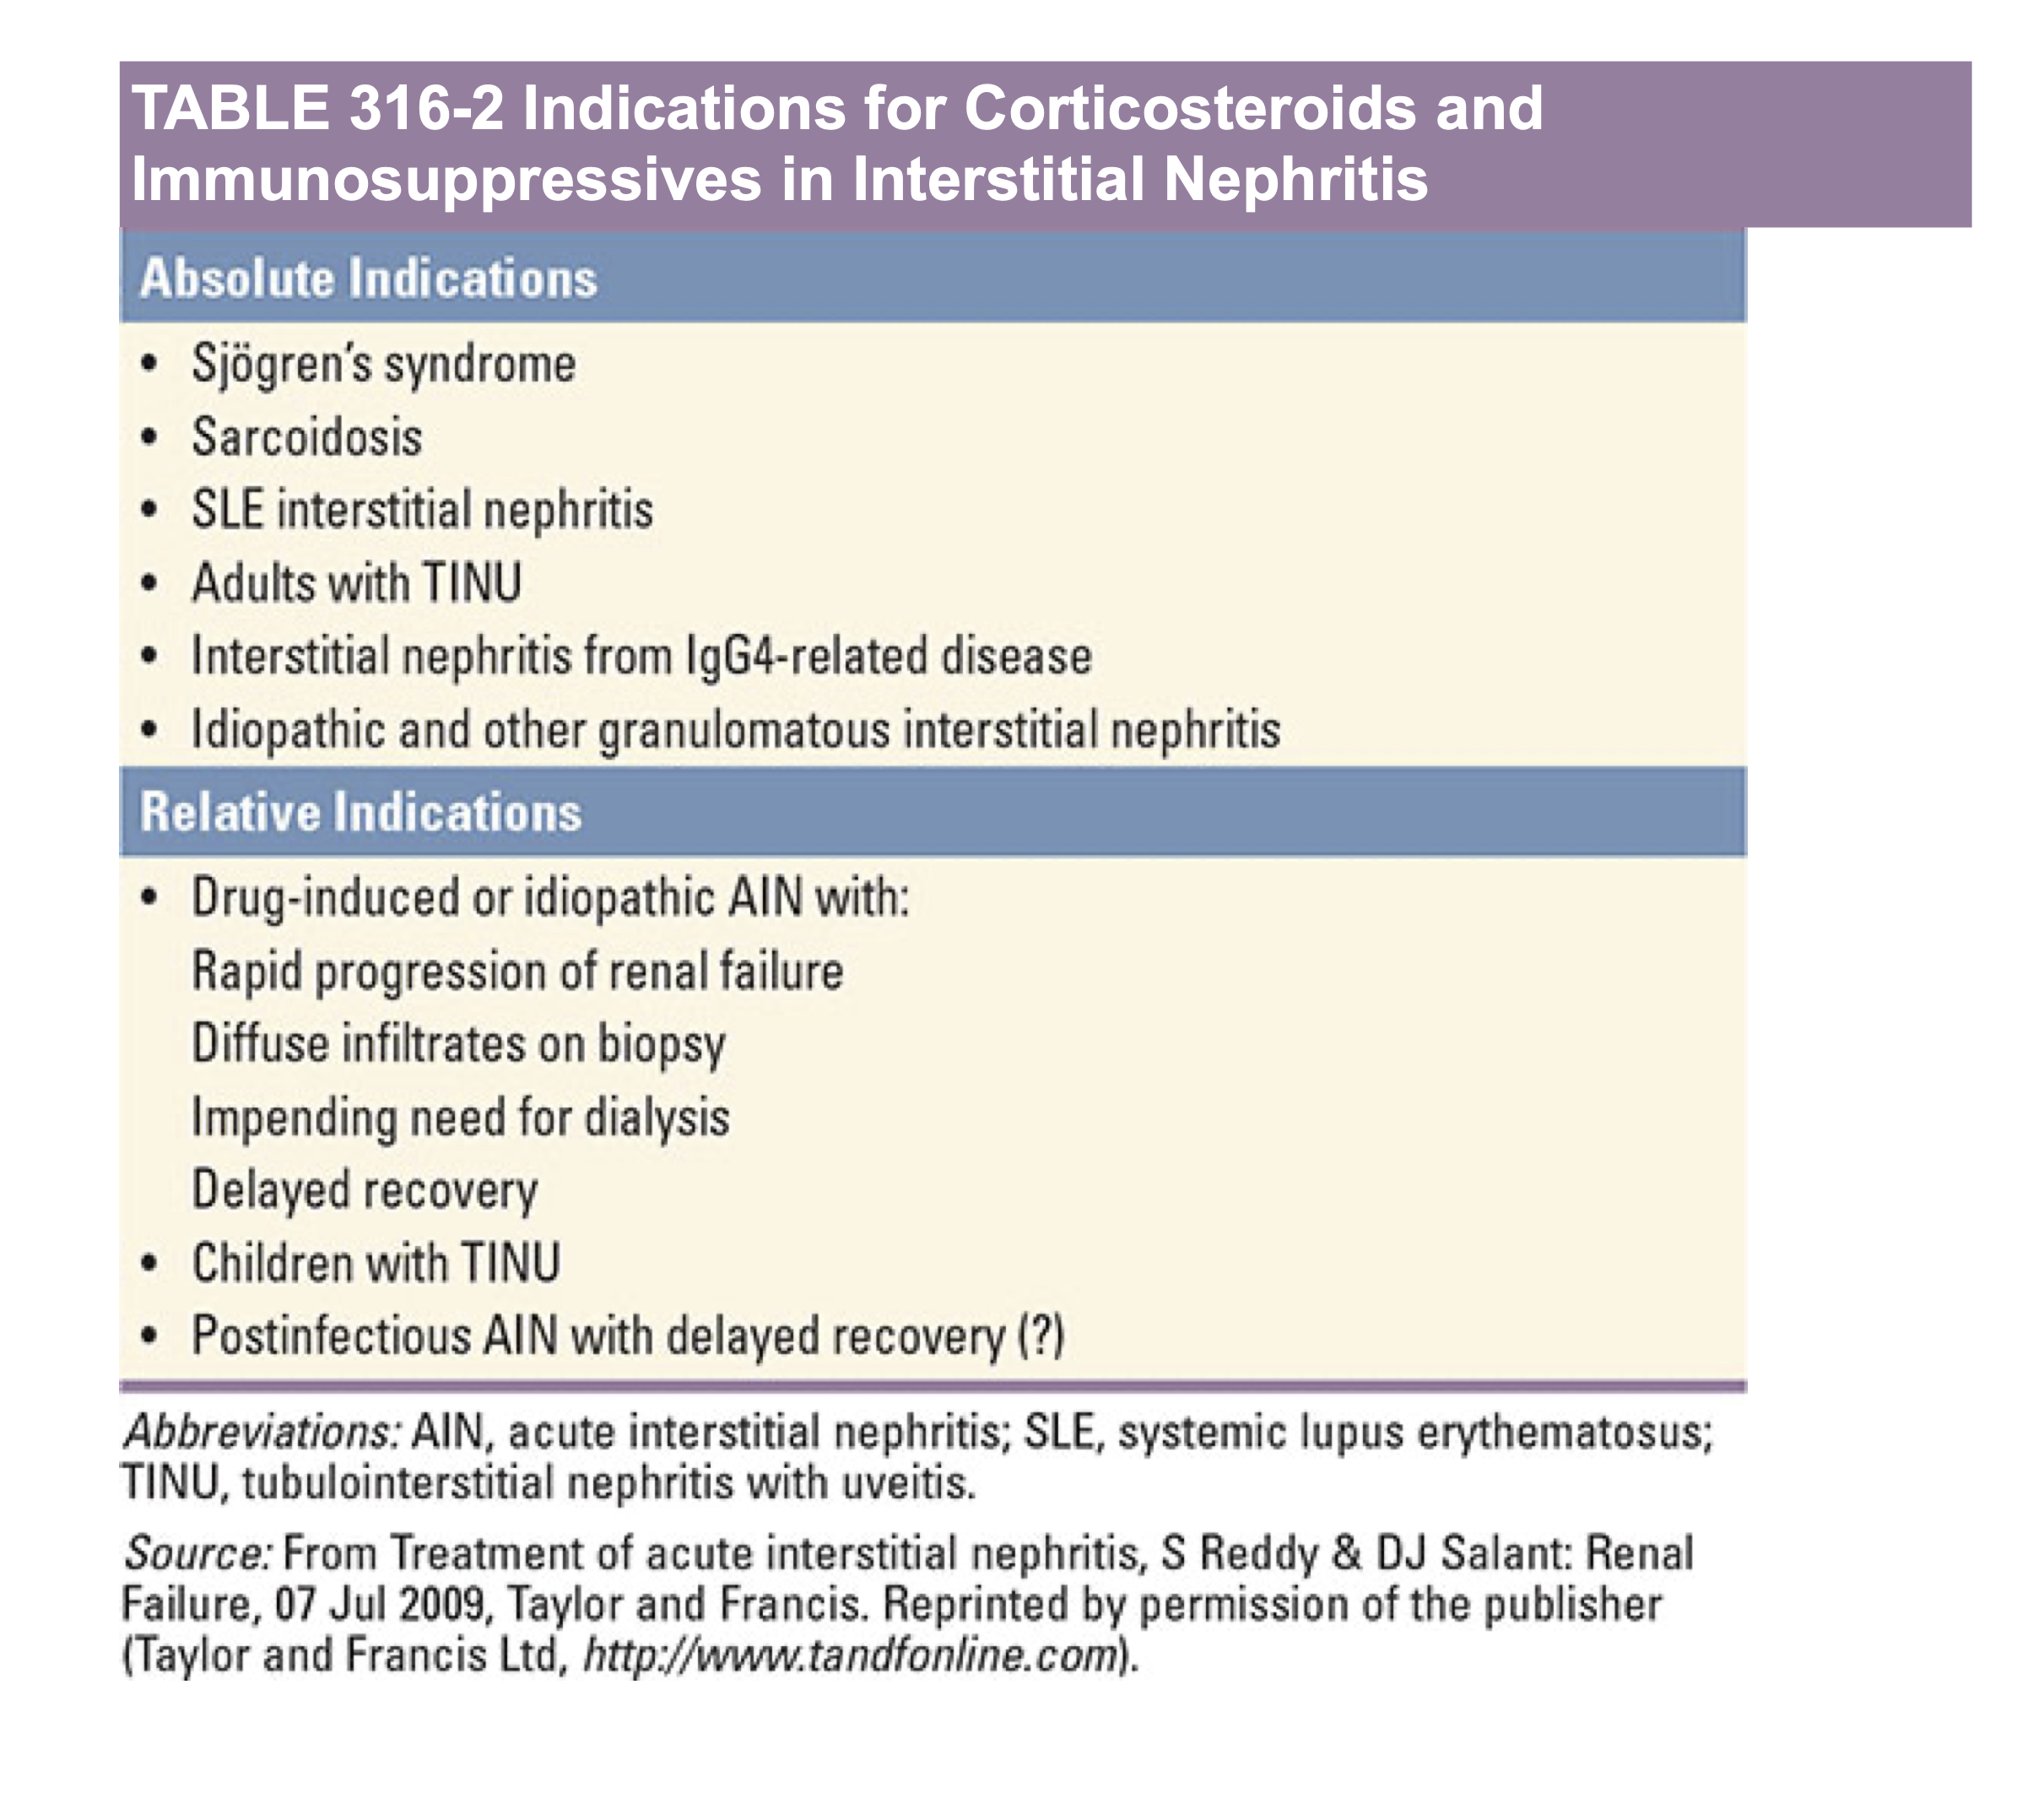 TABLE 316-2 Indications for Corticosteroids and
Immunosuppressives in Interstitial Nephritis
Absolute Indications
• Sjögren's syndrome
• Sarcoidosis
• SLE interstitial nephritis
• Adults with TINU
• Interstitial nephritis from IgG4-related disease
• Idiopathic and other granulomatous interstitial nephritis
Relative Indications
• Drug-induced or idiopathic AIN with:
Rapid progression of renal failure
Diffuse infiltrates on biopsy
Impending need for dialysis
Delayed recovery
• Children with TINU
• Postinfectious AIN with delayed recovery (?)
Abbreviations: AIN, acute interstitial nephritis; SLE, systemic lupus erythematosus;
TINU, tubulointerstitial nephritis with uveitis.
Source: From Treatment of acute interstitial nephritis, S Reddy & DJ Salant: Renal
Failure, 07 Jul 2009, Taylor and Francis. Reprinted by permission of the publisher
(Taylor and Francis Ltd, http://www.tandfonline.com).